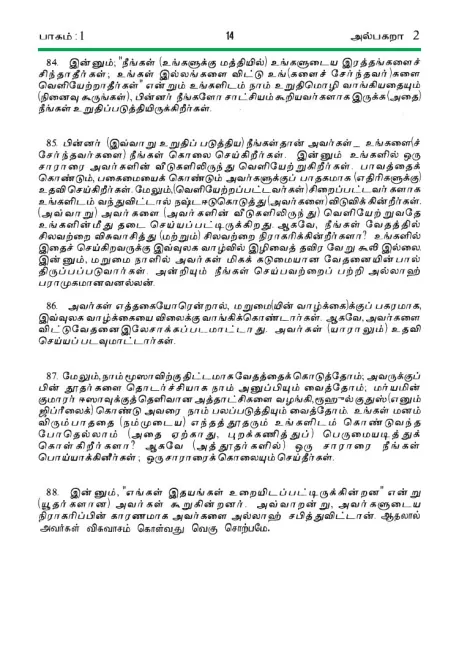 பாகம் : 1 14 அல்பகறா 2
84. இன்னும்; "நீங்கள் (உங்களுக்கு மத்தியில்) உங்களுடைய இரத்தங்களைச்
சிந்தாதீர்கள் ; உங்கள் இல்லங்களை விட்டு உங்(களைச் சேர்ந்தவர்)களை
வெளியேற்றாதீர்கள்" என்றும் உங்களிடம் நாம் உறுதிமொழி வாங்கியதையும்
(நினைவு கூருங்கள்), பின்னர் நீங்களோ சாட்சியம் கூறியவர்களாக இருக்க(அதை)
நீங்கள் உறுதிப்படுத்தியிருக்கிறீர்கள்.
85. பின்னர் (இவ்வாறு உறுதிப் படுத்திய) நீங்கள்தான் அவர்கள் _ உங்களை(ச்
சேர்ந்தவர்களை) நீங்கள் கொலை செய்கிறீர்கள். இன்னும் உங்களில் ஒரு
சாராரை அவர்களின் வீடுகளிலிருந்து வெளியேற்றுகிறீர்கள். பாவத்தைக்
கொண்டும், பகைமையைக் கொண்டும் அவர்களுக்குப் பாதகமாக (எதிரிகளுக்கு)
உதவி செய்கிறீர்கள். மேலும்,(வெளியேற்றப்பட்டவர்கள்) சிறைப்பட்டவர் களாக
உங்களிடம் வந்துவிட்டால் நஷ்டஈடுகொடுத்து(அவர்களை)விடுவிக்கின்றீர்கள்.
(அவ்வாறு) அவர்களை (அவர்களின் வீடுகளிலிருந்து) வெளியேற்றுவதே
உங்களின்மீது தடை செய்யப்பட்டிருக்கிறது. ஆகவே, நீங்கள் வேதத்தில்
சிலவற்றை விசுவாசித்து (மற்றும்) சிலவற்றை நிராகரிக்கின்றீர்களா? உங்களில்
இதைச் செய்கிறவருக்கு இவ்வுலக வாழ்வில் இழிவைத் தவிர வேறு கூலி இல்லை.
இன்னும், மறுமை நாளில் அவர்கள் மிகக் கடுமையான வேதனையின்பால்
திருப்பப்படுவார்கள். அன்றியும் நீங்கள் செய்பவற்றைப் பற்றி அல்லாஹ்
பராமுகமானவனல்லன்.
86. அவர்கள் எத்தகையோரென்றால், மறுமை(யின் வாழ்க்கை)க்குப் பகரமாக,
இவ்வுலக வாழ்க்கையை விலைக்கு வாங்கிக்கொண்டார்கள். ஆகவே,அவர்களை
விட்டுவேதனைஇலேசாக்கப்படமாட்டாது. அவர்கள் (யாராலும்) உதவி
செய்யப் படவுமாட்டார்கள்.
87. மேலும்,நாம்மூஸாவிற்குதிட்டமாகவேதத்தைக்கொடுத்தோம்;அவருக்குப்
பின் தூதர்களை தொடர்ச்சியாக நாம் அனுப்பியும் வைத்தோம்; மர்யமின்
குமாரர் ஈஸாவுக்குத்தெளிவான அத்தாட்சிகளை வழங்கி,ரூஹுல்குதுஸ்(எனும்
ஜிப்ரீலைக்) கொண்டு அவரை நாம் பலப்படுத்தியும் வைத்தோம். உங்கள் மனம்
விரும்பாததை (நம்முடைய) எந்தத் தூதரும் உங்களிடம் கொண்டுவந்த
போதெல்லாம் (அதை ஏற்காது, புறக்கணித்துப்) பெருமையடித்துக்
கொள்கிறீர்களா? ஆகவே (அத்தூதர்களில்) ஒரு சாராரை நீங்கள்
பொய்யாக்கினீர்கள் ; ஒருசாராரைக்கொலையும்செய்தீர்கள்.
88. இன்னும், "எங்கள் இதயங்கள் உறையிடப்பட்டிருக்கின்றன" என்று
(யூதர்களான) அவர்கள் கூறுகின்றனர். அவ்வாறன்று, அவர்களுடைய
நிராகரிப்பின் காரணமாக அவர்களை அல்லாஹ் சபித்துவிட்டான். ஆதலால்
அவர்கள் விசுவாசம் கொள்வது வெகு சொற்பமே.